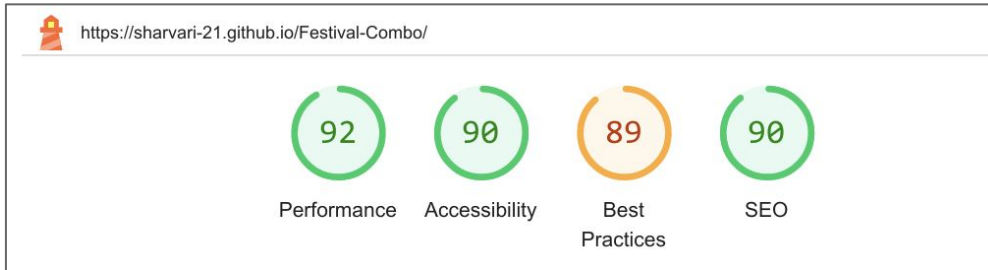 https://sharvari-21.github.io/Festival-Combo/
92 90 89 90
Performance Accessibility Best Practices SEO